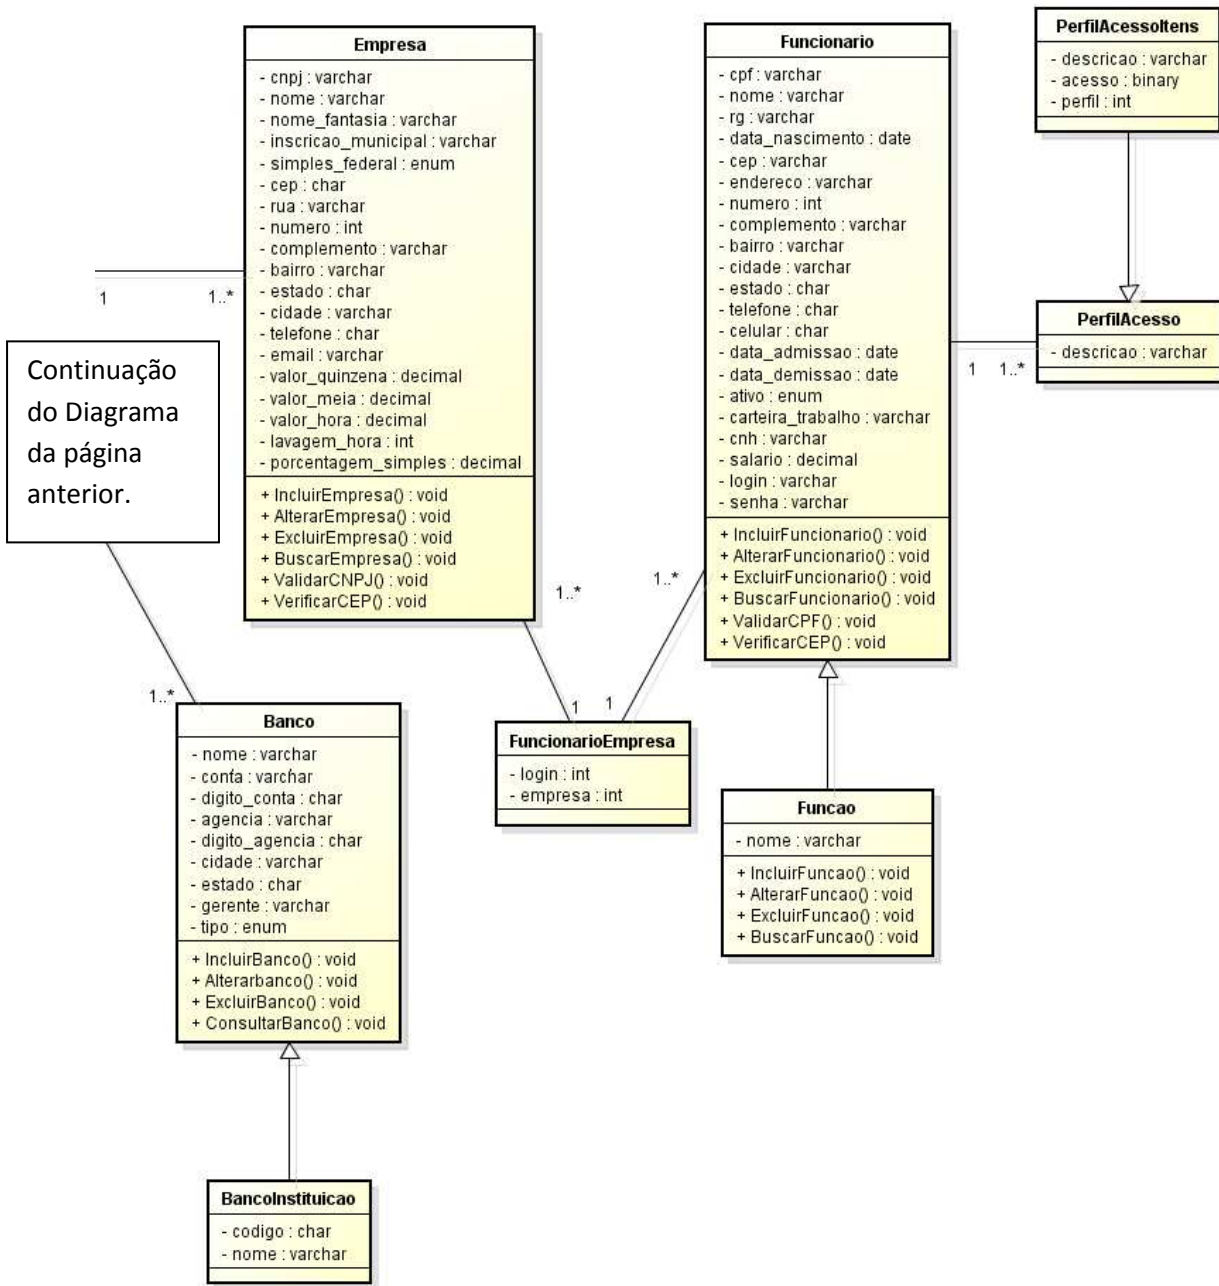 Empresa
- cnpj : varchar
- nome : varchar
- nome_fantasia : varchar
- inscricao_municipal : varchar
- simples_federal : enum
- cep : char
- rua : varchar
- numero : int
- complemento : varchar
- bairro : varchar
- estado : char
- cidade : varchar
- telefone : char
- email : varchar
- valor_quinzena : decimal
- valor_meia : decimal
- valor_hora : decimal
- lavagem_hora : int
- porcentagem_simples : decimal
+ IncluirEmpresa() : void
+ AlterarEmpresa() : void
+ ExcluirEmpresa() : void
+ BuscarEmpresa() : void
+ ValidarCNPJ() : void
+ VerificarCEP() : void
Funcionario
- cpf : varchar
- nome : varchar
- rg : varchar
- data_nascimento : date
- cep : varchar
- endereco : varchar
- numero : int
- complemento : varchar
- bairro : varchar
- cidade : varchar
- estado : char
- telefone : char
- celular : char
- data_admissao : date
- data_demissao : date
- ativo : enum
- carteira_trabalho : varchar
- cnh : varchar
- salario : decimal
- login : varchar
- senha : varchar
+ IncluirFuncionario() : void
+ AlterarFuncionario() : void
+ ExcluirFuncionario() : void
+ BuscarFuncionario() : void
+ ValidarCPF() : void
+ VerificarCEP() : void
PerfilAcessoItens
- descricao : varchar
- acesso : binary
- perfil : int
PerfilAcesso
- descricao : varchar
1 1..*
1 1..*
Continuação
do Diagrama
da página
anterior.
1..*
1..*
1..*
1
1
Banco
- nome : varchar
- conta : varchar
- digito_conta : char
- agencia : varchar
- digito_agencia : char
- cidade : varchar
- estado : char
- gerente : varchar
- tipo : enum
+ IncluirBanco() : void
+ Alterarbanco() : void
+ ExcluirBanco() : void
+ ConsultarBanco() : void
FuncionarioEmpresa
- login : int
- empresa : int
Funcao
- nome : varchar
+ IncluirFuncao() : void
+ AlterarFuncao() : void
+ ExcluirFuncao() : void
+ BuscarFuncao() : void
BancoInstituicao
- codigo : char
- nome : varchar